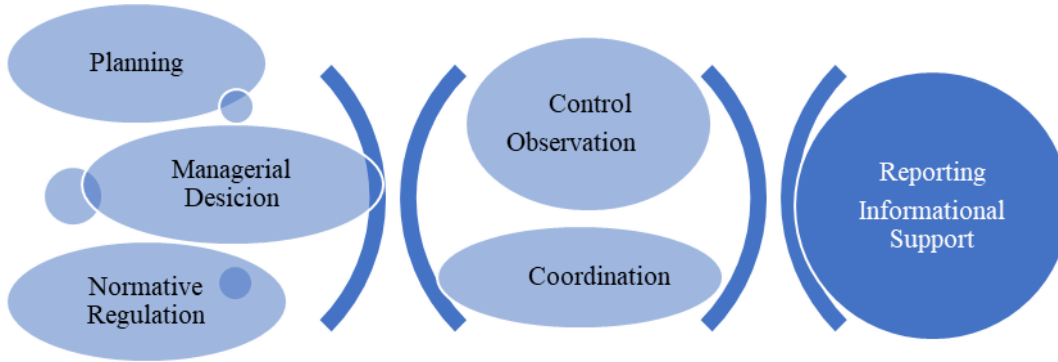 Planning
Managerial
Desicion
Normative
Regulation
Control
Observation
Coordination
Reporting
Informational
Support